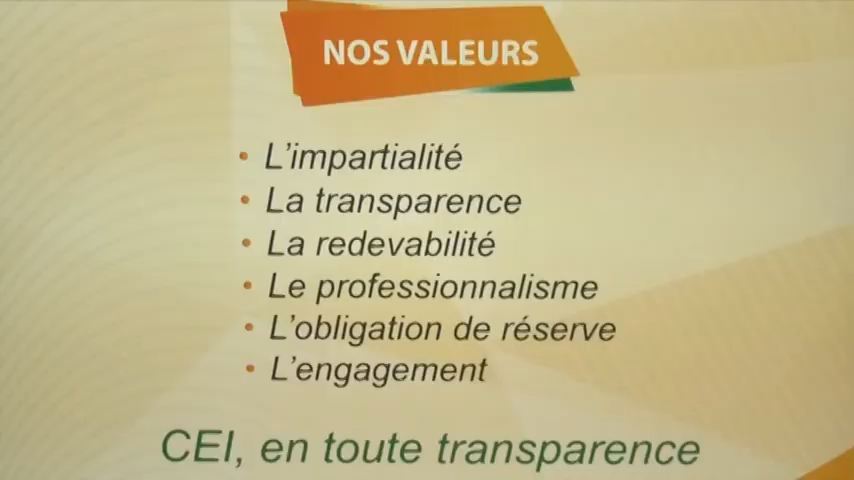 NOS VALEURS
• L'impartialité
• La transparence
• La redevabilité
• Le professionnalisme
• L'obligation de réserve
• L'engagement
CEI, en toute transparence